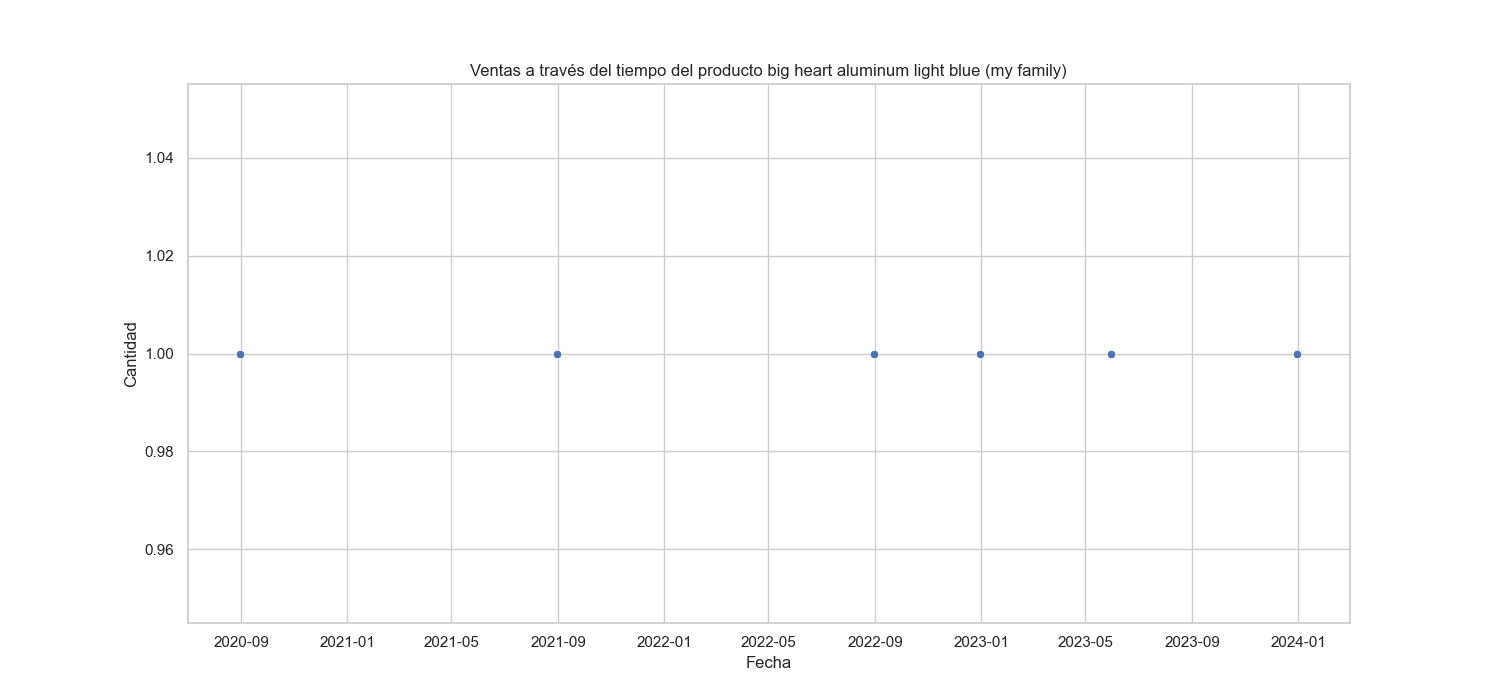 Ventas a través del tiempo del producto big heart aluminum light blue (my family)
1.04
1.02
1.00
0.98
0.96
Cantidad
2020-09 2021-01 2021-05 2021-09 2022-01 2022-05 2022-09 2023-01 2023-05 2023-09 2024-01
Fecha